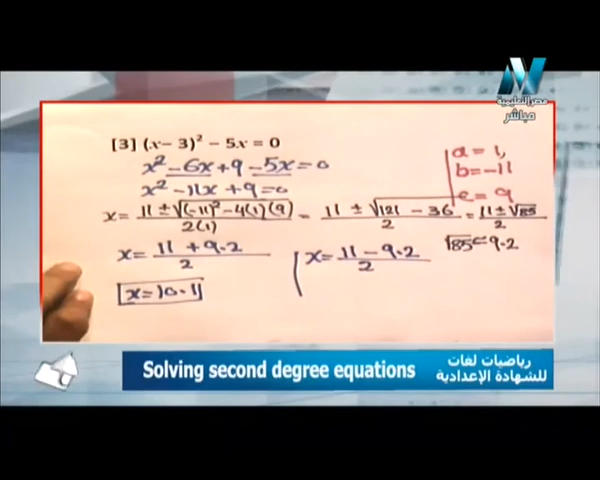 مصر التعليمية
مباشر
[3] (x - 3)² - 5x = 0
x² - 6x + 9 - 5x = 0
x² - 11x + 9 = 0
a = 1,
b = -11
c = 9
x = 11 ± √(-11)² - 4(1)(9) / 2(1) = 11 ± √121 - 36 / 2 = 11 ± √85 / 2
x = 11 + 9.2 / 2
x = 11 - 9.2 / 2
√85 = 9.2
x = 10.1
Solving second degree equations
رياضيات لغات
للشهادة الإعدادية